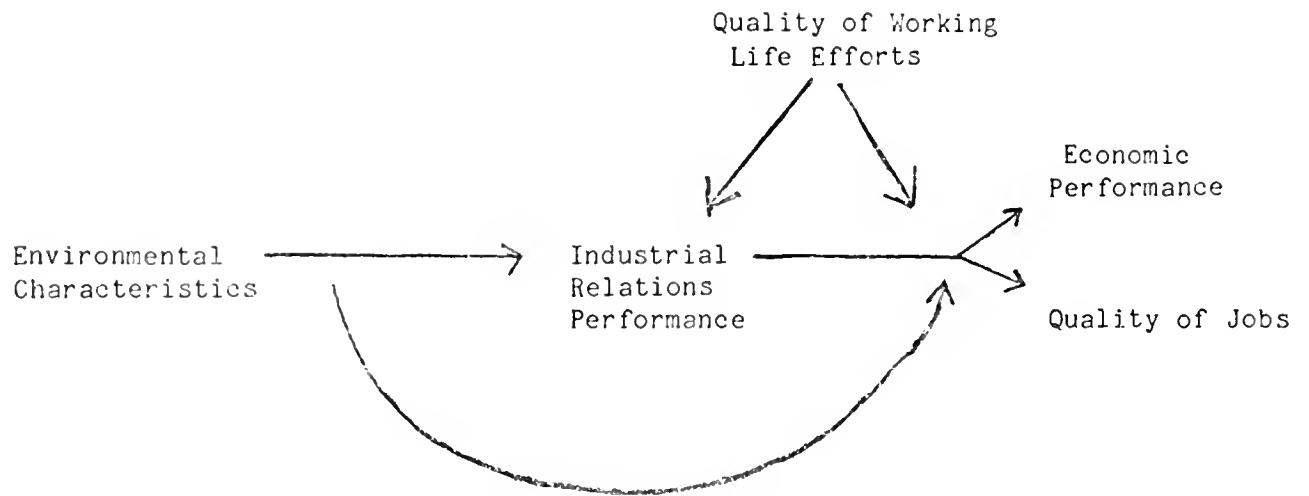 Quality of Working
Life Efforts
Economic
Performance
Environmental
Characteristics
Industrial
Relations
Performance
Quality of Jobs